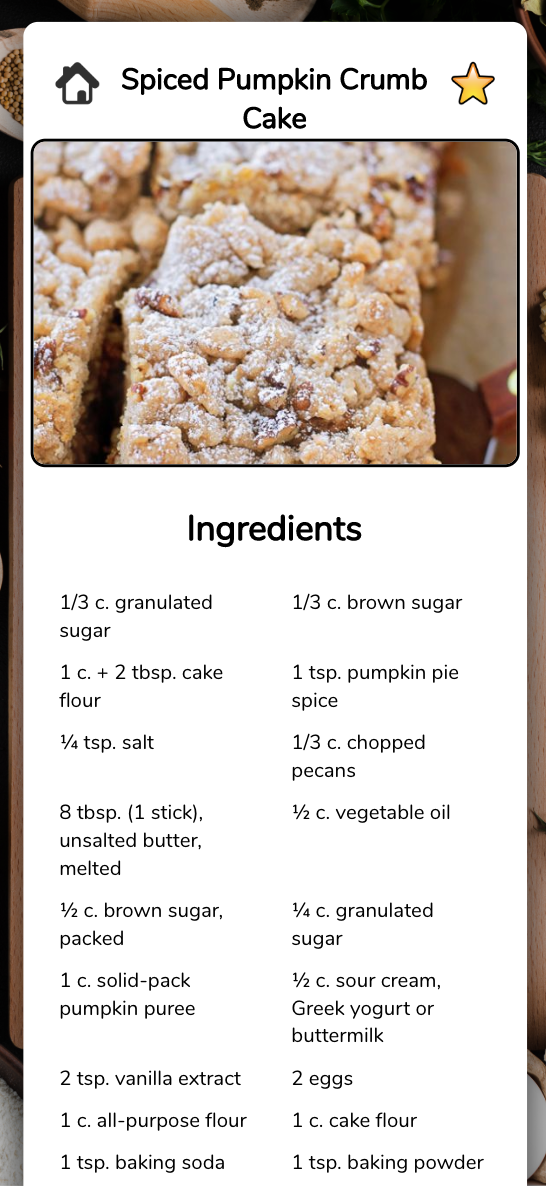 Spiced Pumpkin Crumb
Cake
Ingredients
1/3 c. granulated
sugar
1/3 c. brown sugar
1 c. + 2 tbsp. cake
flour
1 tsp. pumpkin pie
spice
¼ tsp. salt
1/3 c. chopped
pecans
8 tbsp. (1 stick),
unsalted butter,
melted
½ c. vegetable oil
½ c. brown sugar,
packed
¼ c. granulated
sugar
1 c. solid-pack
pumpkin puree
½ c. sour cream,
Greek yogurt or
buttermilk
2 tsp. vanilla extract
2 eggs
1 c. all-purpose flour
1 c. cake flour
1 tsp. baking soda
1 tsp. baking powder